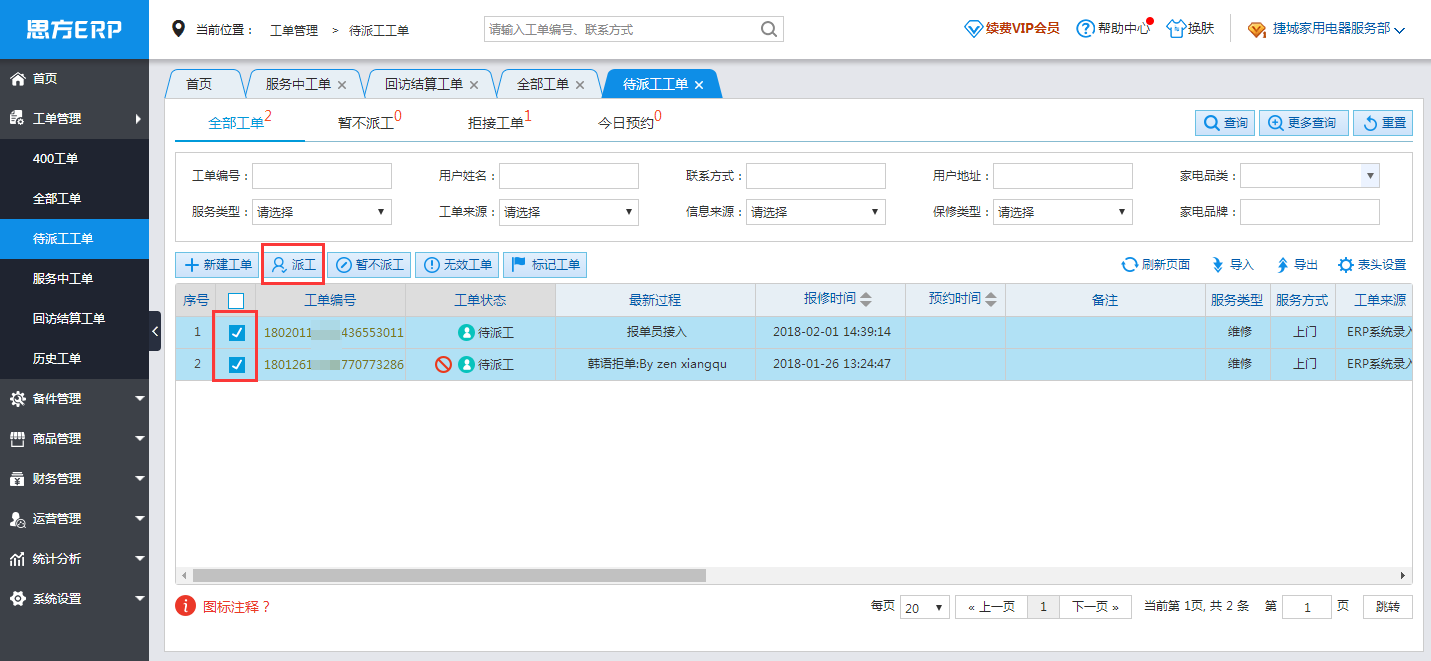 思方ERP
当前位置： 工单管理 > 待派工工单
请输入工单编号、联系方式
续费VIP会员 帮助中心 换肤 捷城家用电器服务部
首页
工单管理
400工单
全部工单
待派工工单
服务中工单
回访结算工单
历史工单
备件管理
商品管理
财务管理
运营管理
统计分析
系统设置
首页 服务中工单 × 回访结算工单 × 全部工单 × 待派工工单 ×
全部工单2 暂不派工0 拒接工单1 今日预约0
查询 更多查询 重置
工单编号： 用户姓名： 联系方式： 用户地址： 家电品类：
服务类型：请选择 工单来源：请选择 信息来源：请选择 保修类型：请选择 家电品牌：
新建工单 派工 暂不派工 无效工单 标记工单
刷新页面 导入 导出 表头设置
序号 工单编号 工单状态 最新过程 报修时间 预约时间 备注 服务类型 服务方式 工单来源
1 1802011 436553011 待派工 报单员接入 2018-02-01 14:39:14 维修 上门 ERP系统录入
2 180126 770773286 待派工 韩语拒单:By zen xiangqu 2018-01-26 13:24:47 维修 上门 ERP系统录入
图标注释？
每页 20 « 上一页 1 下一页 » 当前第 1页, 共 2 条 第 1 页 跳转